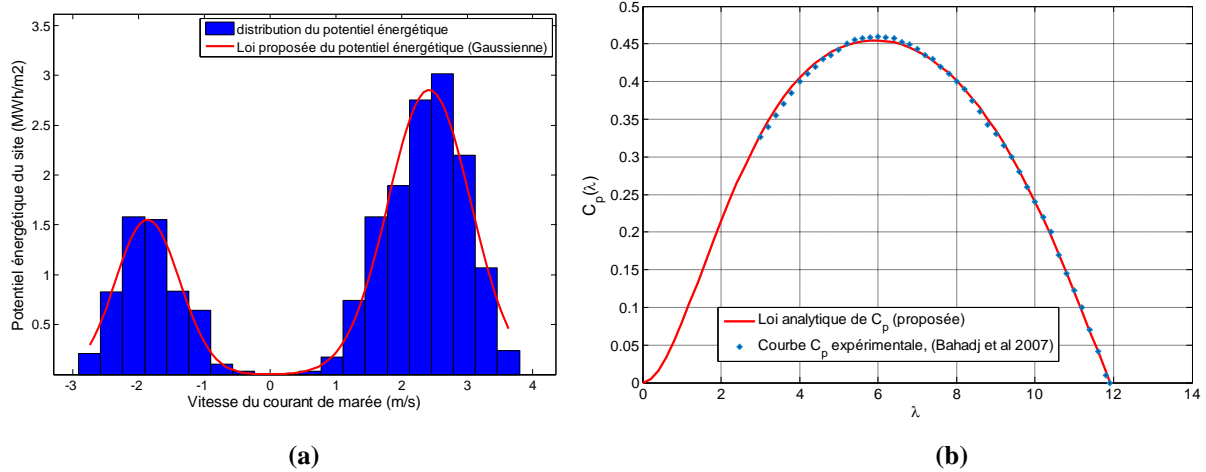 3.5
3
2.5
2
1.5
1
0.5
-3 -2 -1 0 1 2 3 4
Potentiel énergétique du site (MWh/m2)
Vitesse du courant de marée (m/s)
distribution du potentiel énergétique
Loi proposée du potentiel énergétique (Gaussienne)
(a)
0.5
0.45
0.4
0.35
0.3
0.25
0.2
0.15
0.1
0.05
0
0 2 4 6 8 10 12 14
Cp(λ)
λ
Loi analytique de Cp (proposée)
Courbe Cp expérimentale, (Bahadj et al 2007)
(b)